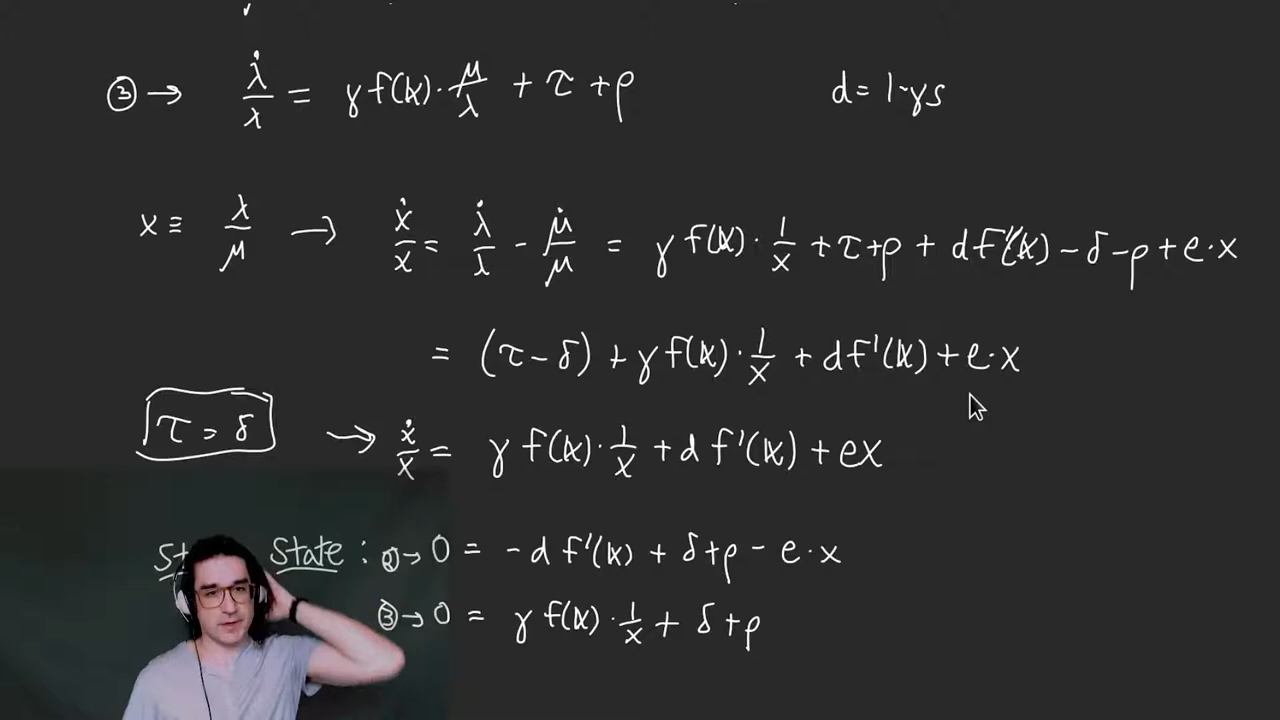 ③ → λ̇/λ = γ f(k) · μ/λ + τ + ρ
d = 1 - γs
x ≡ λ/μ → ẋ/x = λ̇/λ - μ̇/μ = γ f(k) · 1/x + τ + ρ + d f'(k) - δ - ρ + e · x
= (τ - δ) + γ f(k) · 1/x + d f'(k) + e · x
τ = δ → ẋ/x = γ f(k) · 1/x + d f'(k) + ex
State : ② → 0 = - d f'(k) + δ + ρ - e · x
③ → 0 = γ f(k) · 1/x + δ + ρ